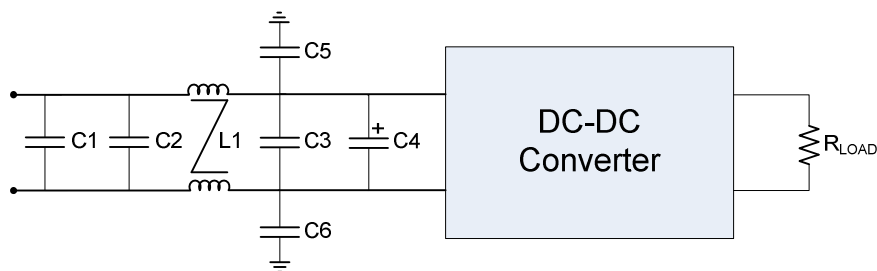 C5
C1
C2
L1
C3
+
C4
DC-DC
Converter
RLOAD
C6